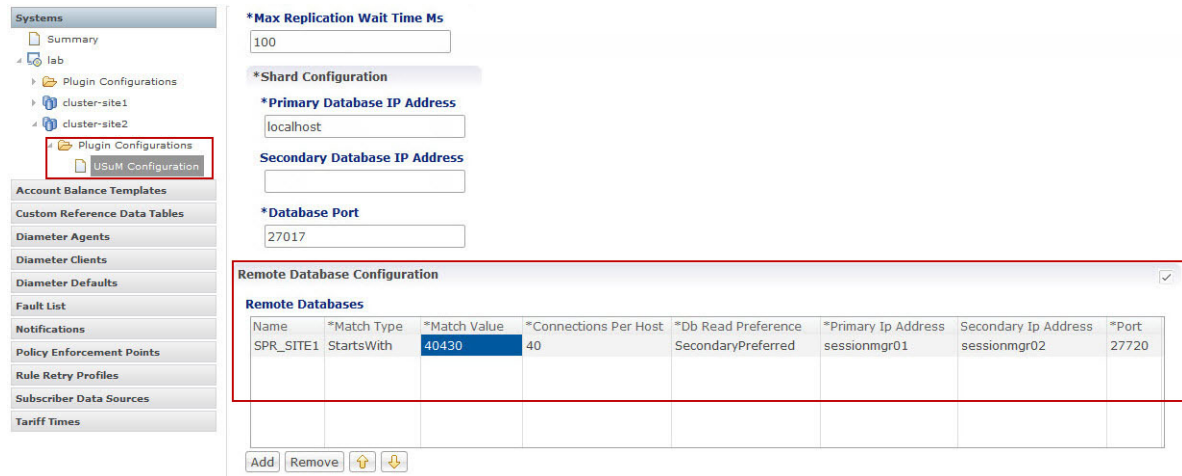 Systems
Summary
lab
Plugin Configurations
cluster-site1
cluster-site2
Plugin Configurations
USuM Configuration
Account Balance Templates
Custom Reference Data Tables
Diameter Agents
Diameter Clients
Diameter Defaults
Fault List
Notifications
Policy Enforcement Points
Rule Retry Profiles
Subscriber Data Sources
Tariff Times
*Max Replication Wait Time Ms
100
*Shard Configuration
*Primary Database IP Address
localhost
Secondary Database IP Address
*Database Port
27017
Remote Database Configuration
Remote Databases
Name *Match Type *Match Value *Connections Per Host *Db Read Preference *Primary Ip Address Secondary Ip Address *Port
SPR_SITE1 StartsWith 40430 40 SecondaryPreferred sessionmgr01 sessionmgr02 27720
Add Remove